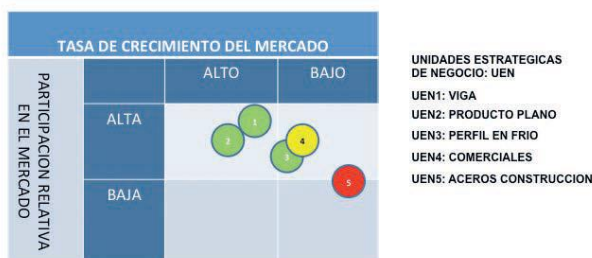 TASA DE CRECIMIENTO DEL MERCADO
PARTICIPACION RELATIVA
EN EL MERCADO
ALTO
BAJO
ALTA
BAJA
1
2
3
4
5
UNIDADES ESTRATEGICAS
DE NEGOCIO: UEN
UEN1: VIGA
UEN2: PRODUCTO PLANO
UEN3: PERFIL EN FRIO
UEN4: COMERCIALES
UEN5: ACEROS CONSTRUCCION